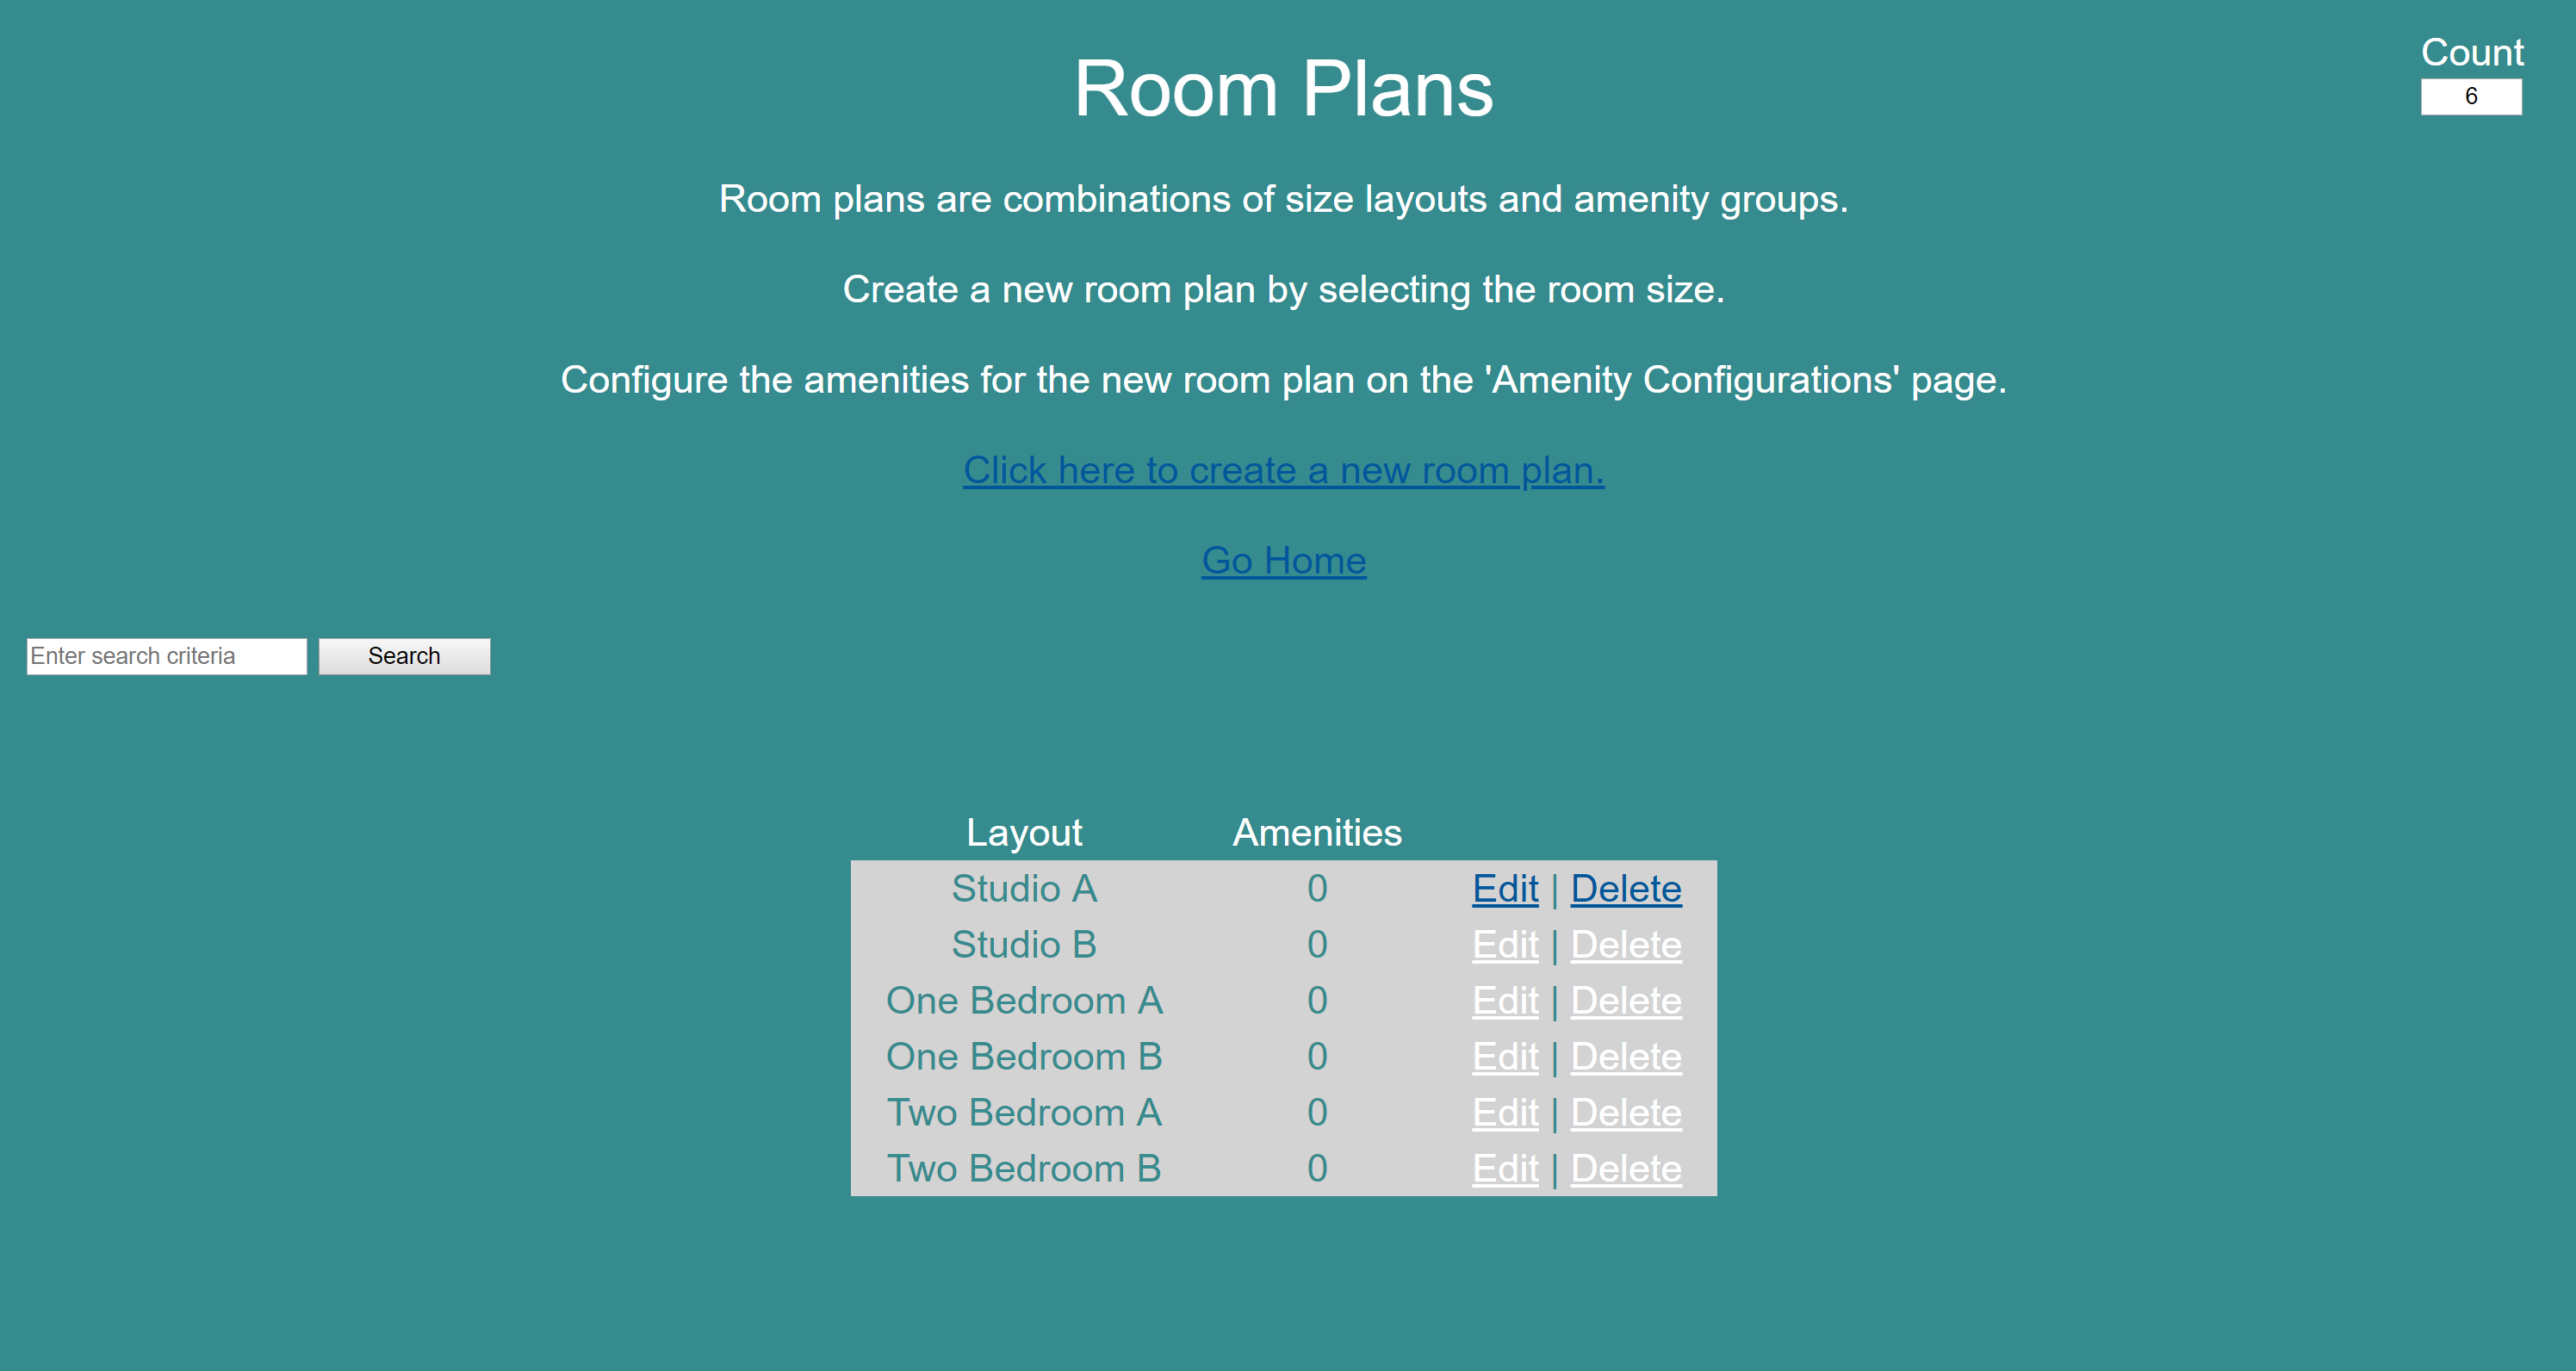 Count
6
Room Plans
Room plans are combinations of size layouts and amenity groups.
Create a new room plan by selecting the room size.
Configure the amenities for the new room plan on the 'Amenity Configurations' page.
Click here to create a new room plan.
Go Home
Enter search criteria Search
Layout Amenities
Studio A 0 Edit | Delete
Studio B 0 Edit | Delete
One Bedroom A 0 Edit | Delete
One Bedroom B 0 Edit | Delete
Two Bedroom A 0 Edit | Delete
Two Bedroom B 0 Edit | Delete